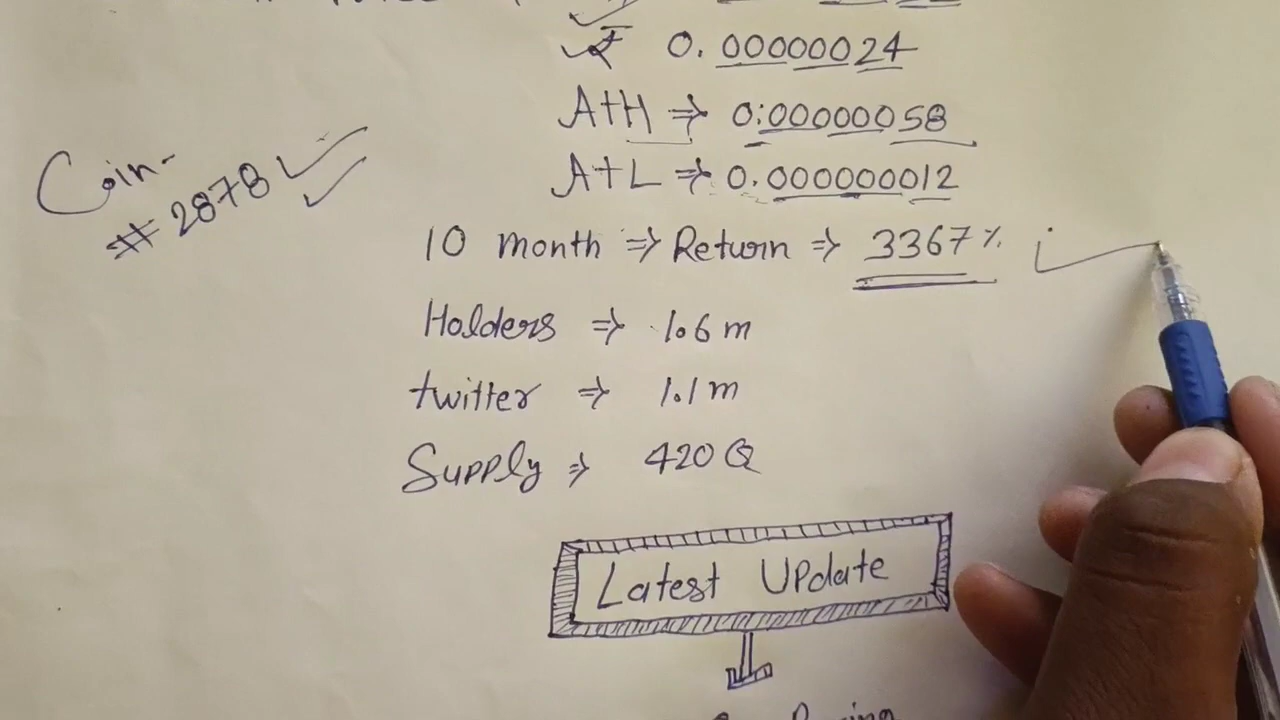 ₹ 0.00000024
ATH ⇒ 0.00000058
ATL ⇒ 0.000000012
Coin-
#2878
10 month ⇒ Return ⇒ 3367%
Holders ⇒ 1.6 m
twitter ⇒ 1.1 m
Supply ⇒ 420 Q
Latest Update